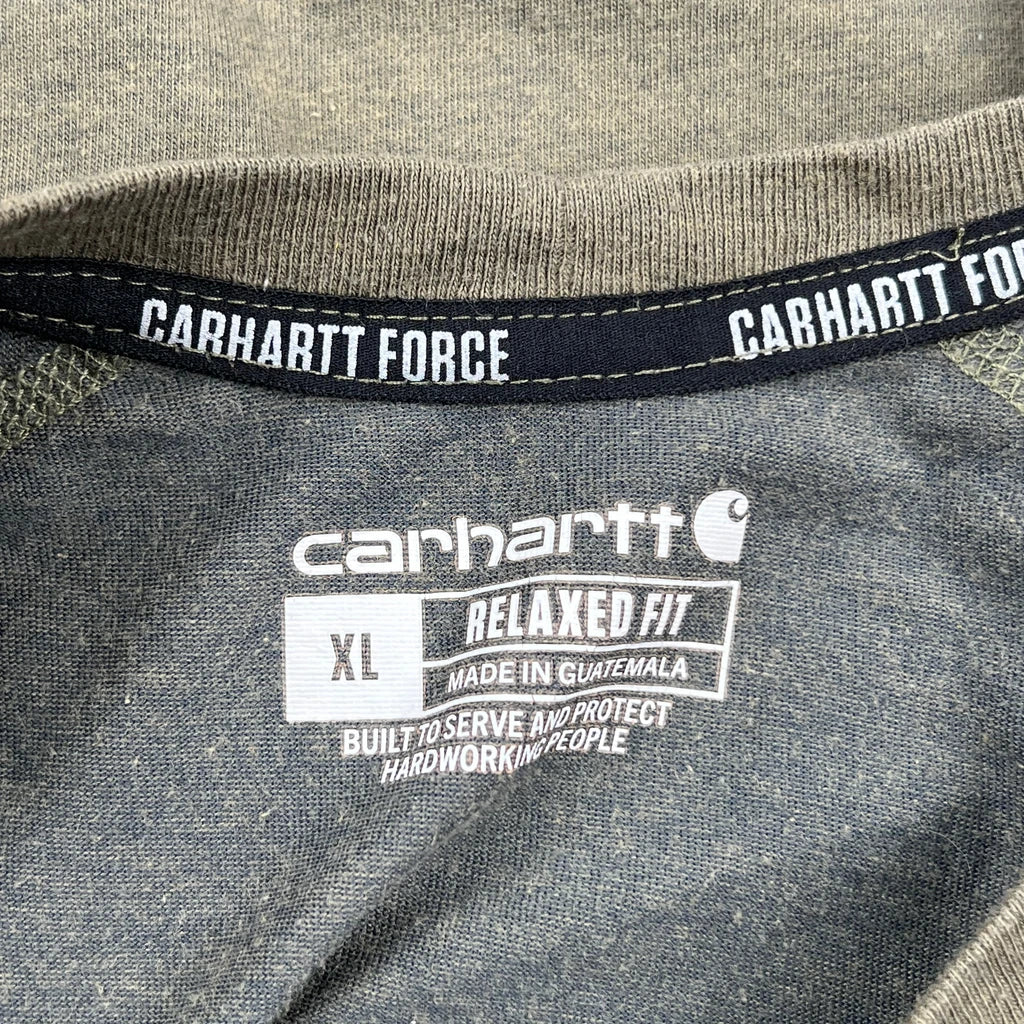 CARHARTT FORCE
CARHARTT FO
carhartt
XL
RELAXED FIT
MADE IN GUATEMALA
BUILT TO SERVE AND PROTECT
HARDWORKING PEOPLE